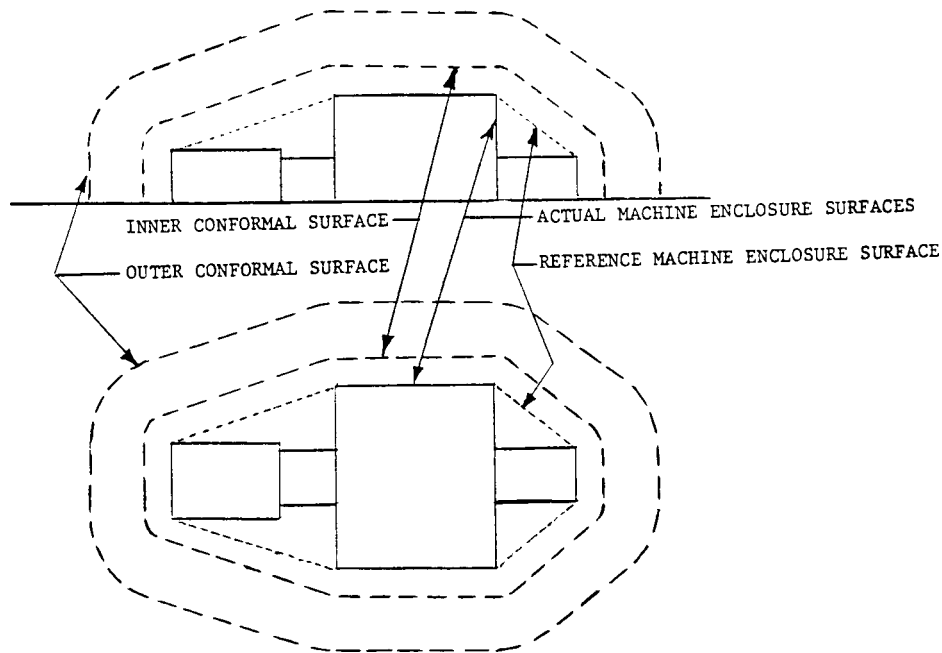 INNER CONFORMAL SURFACE
ACTUAL MACHINE ENCLOSURE SURFACES
OUTER CONFORMAL SURFACE
REFERENCE MACHINE ENCLOSURE SURFACE